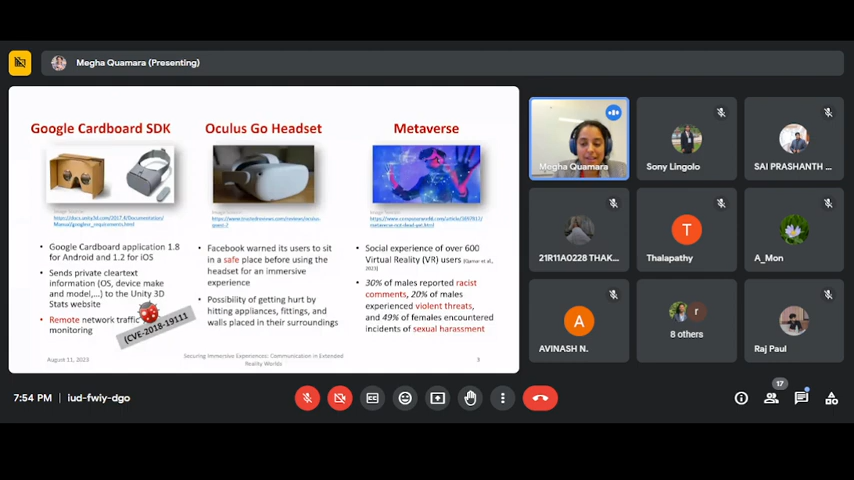 Megha Quamara (Presenting)
Google Cardboard SDK
Oculus Go Headset
Metaverse
Google Cardboard application 1.8
for Android and 1.2 for iOS
Sends private cleartext
information (OS, device make
and model,...) to the Unity 3D
Stats website
Remote network traffic
monitoring
(CVE-2018-19111)
Facebook warned its users to sit
in a safe place before using the
headset for an immersive
experience
Possibility of getting hurt by
hitting appliances, fittings, and
walls placed in their surroundings
Social experience of over 600
Virtual Reality (VR) users
30% of males reported racist
comments, 20% of males
experienced violent threats,
and 49% of females encountered
incidents of sexual harassment
August 11, 2023
Securing Immersive Experiences: Communication in Extended
Reality Worlds
Megha Quamara
Sony Lingolo
SAI PRASHANTH ...
21R11A0228 THAK...
T
Thalapathy
A_Mon
A
AVINASH N.
r
8 others
Raj Paul
7:54 PM | iud-fwiy-dgo
17